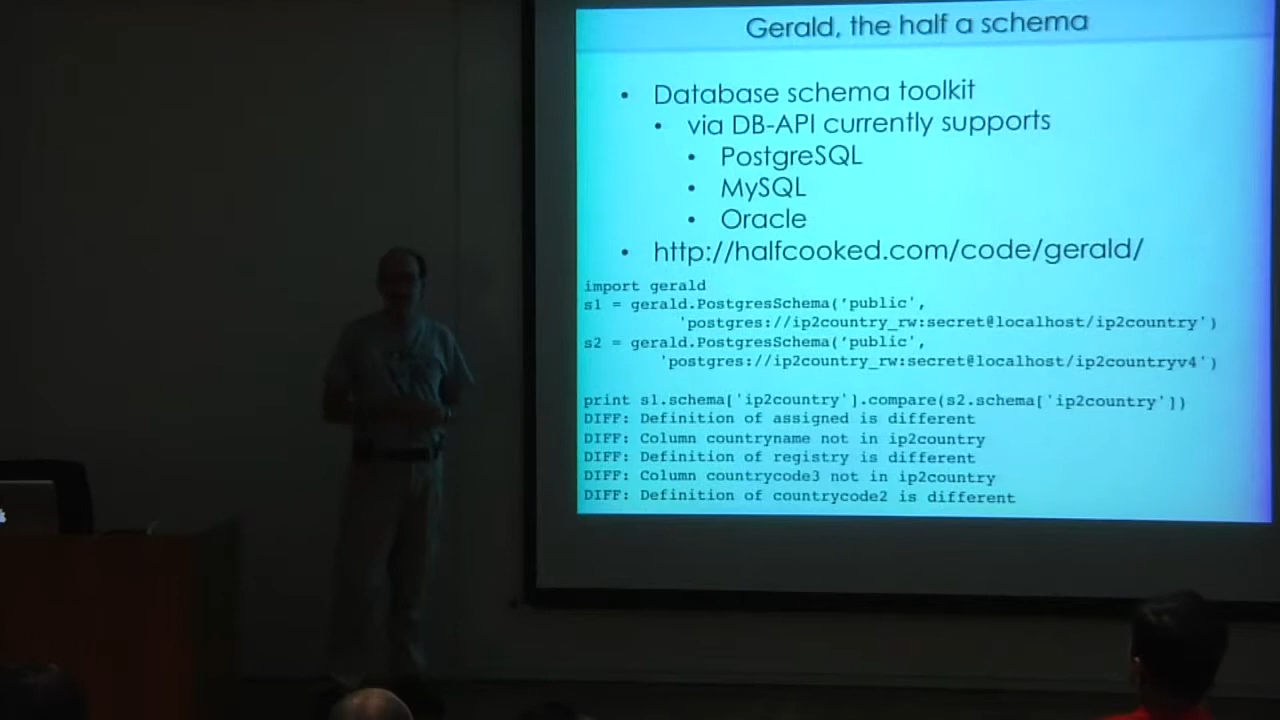 Gerald, the half a schema
• Database schema toolkit
• via DB-API currently supports
• PostgreSQL
• MySQL
• Oracle
• http://halfcooked.com/code/gerald/
import gerald
s1 = gerald.PostgresSchema('public',
'postgres://ip2country_rw:secret@localhost/ip2country')
s2 = gerald.PostgresSchema('public',
'postgres://ip2country_rw:secret@localhost/ip2countryv4')
print s1.schema['ip2country'].compare(s2.schema['ip2country'])
DIFF: Definition of assigned is different
DIFF: Column countryname not in ip2country
DIFF: Definition of registry is different
DIFF: Column countrycode3 not in ip2country
DIFF: Definition of countrycode2 is different